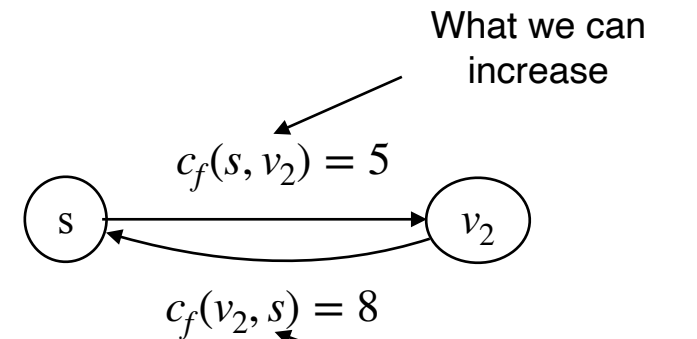 What we can
increase
c_f(s, v_2) = 5
s
v_2
c_f(v_2, s) = 8